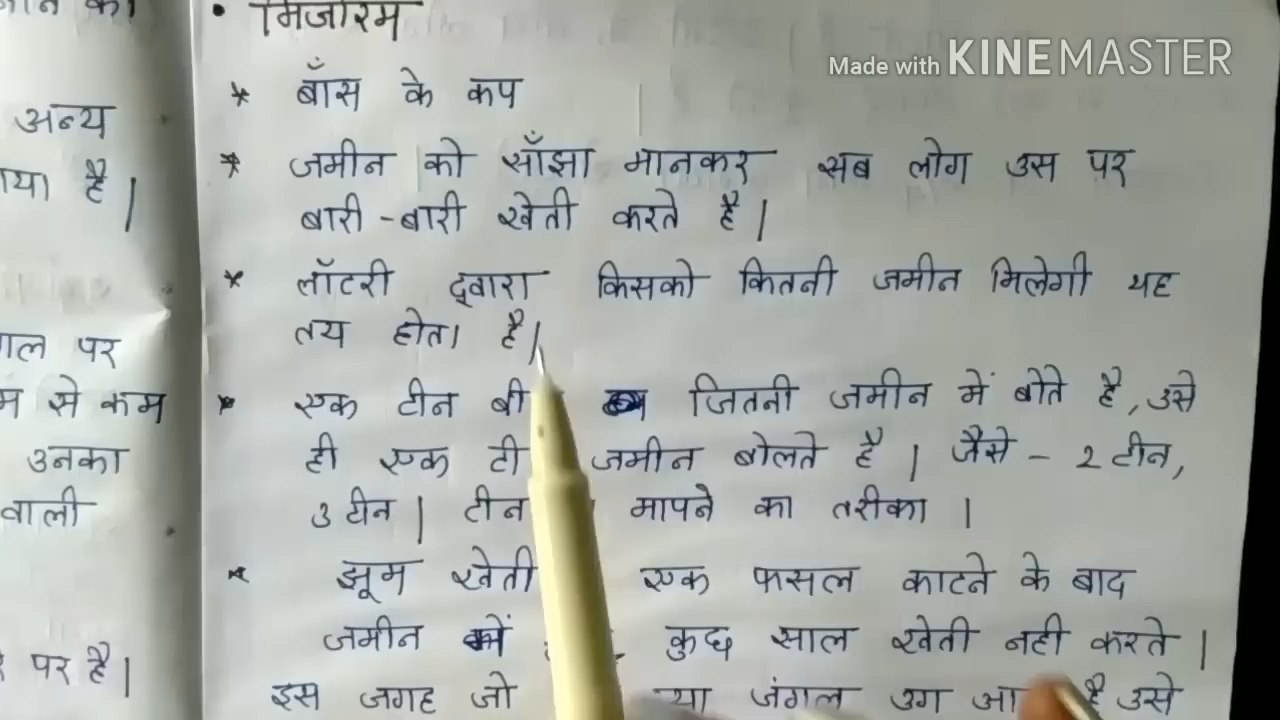 Made with KINEMASTER
• मिजोरम
* बाँस के कप
* जमीन को साँझा मानकर सब लोग उस पर
बारी-बारी खेती करते है।
* लॉटरी द्वारा किसको कितनी जमीन मिलेगी यह
तय होता है।
* एक टीन जितनी जमीन में बोते है, उसे
ही एक जमीन बोलते है। जैसे - 2 टीन,
3 टीन। टीन मापने का तरीका।
* झूम खेती एक फसल काटने के बाद
जमीन कुछ साल खेती नही करते।
इस जगह जो जंगल उग उसे
अन्य
है।
पर
से कम
उनका
वाली
पर है।